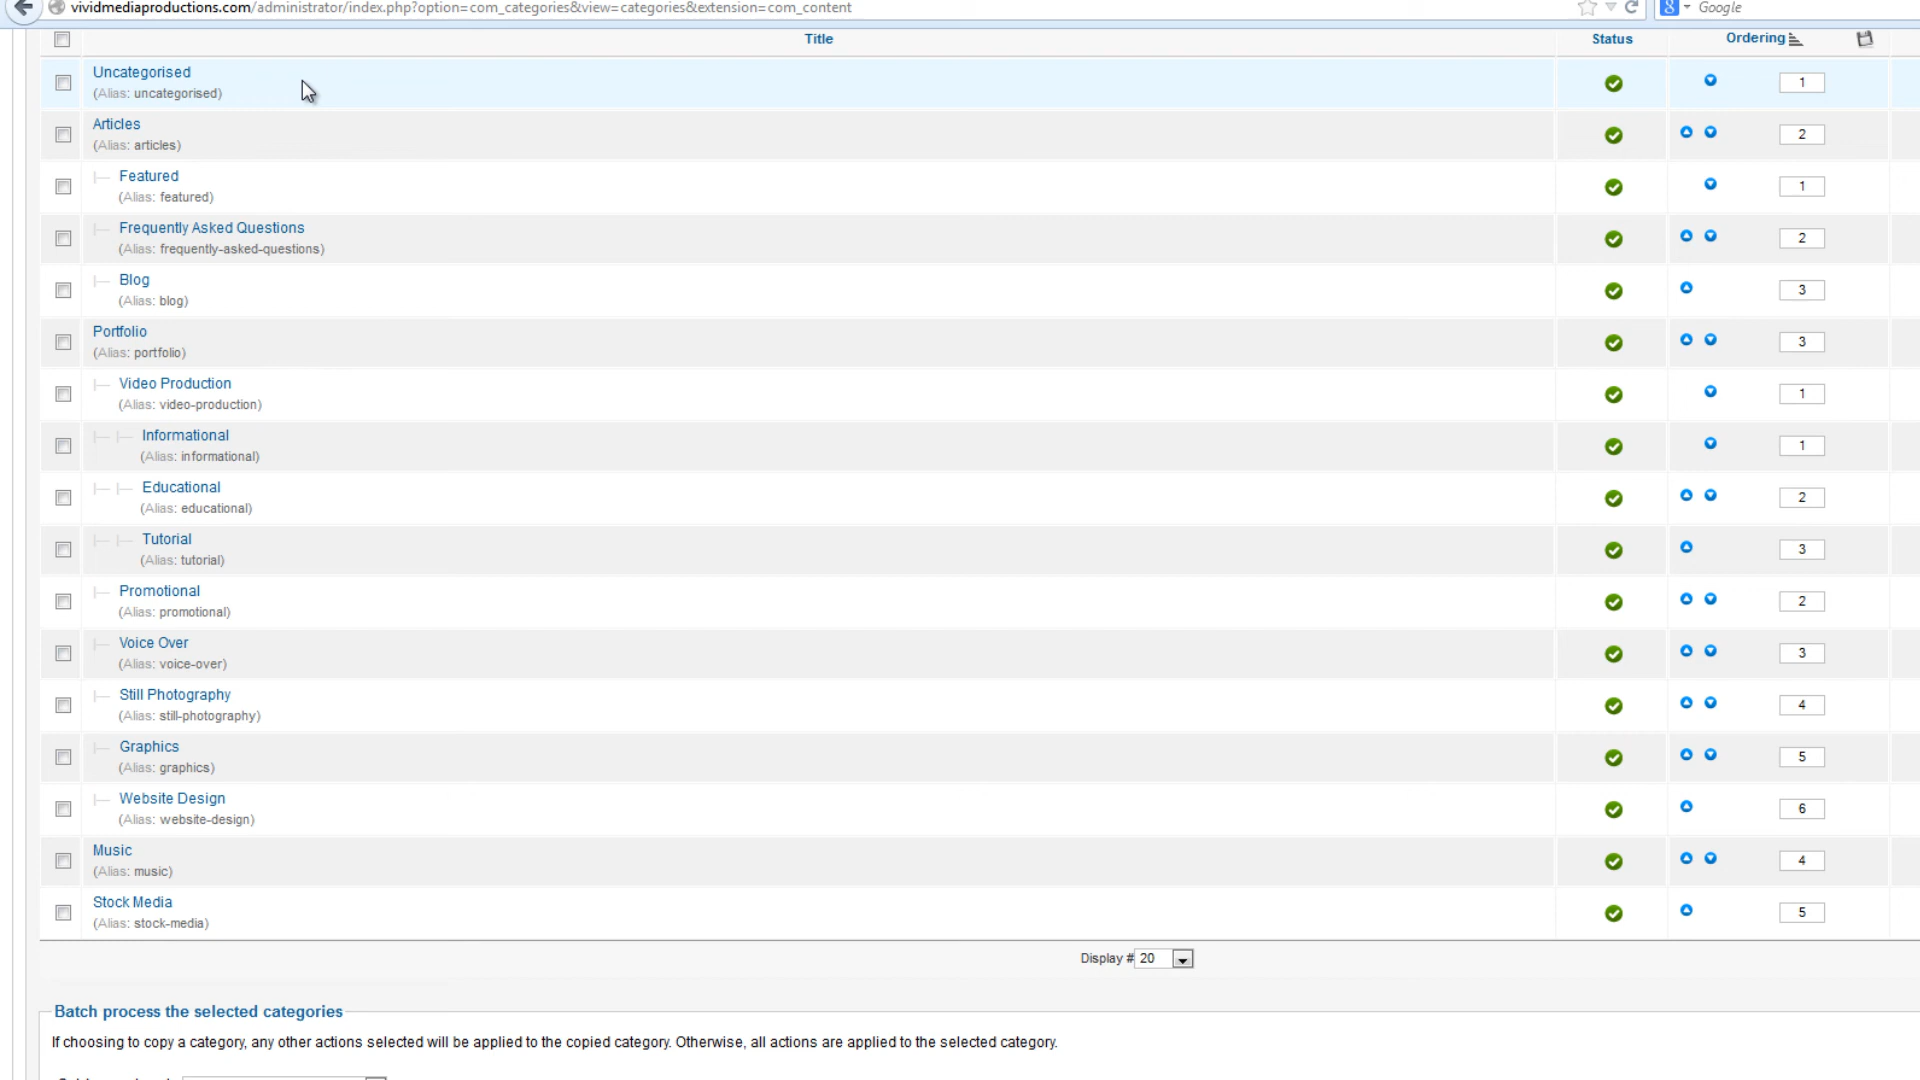 vividmediaproductions.com/administrator/index.php?option=com_categories&view=categories&extension=com_content
Google
Title Status Ordering
Uncategorised
(Alias: uncategorised)
1
Articles
(Alias: articles)
2
Featured
(Alias: featured)
1
Frequently Asked Questions
(Alias: frequently-asked-questions)
2
Blog
(Alias: blog)
3
Portfolio
(Alias: portfolio)
3
Video Production
(Alias: video-production)
1
Informational
(Alias: informational)
1
Educational
(Alias: educational)
2
Tutorial
(Alias: tutorial)
3
Promotional
(Alias: promotional)
2
Voice Over
(Alias: voice-over)
3
Still Photography
(Alias: still-photography)
4
Graphics
(Alias: graphics)
5
Website Design
(Alias: website-design)
6
Music
(Alias: music)
4
Stock Media
(Alias: stock-media)
5
Display # 20
Batch process the selected categories
If choosing to copy a category, any other actions selected will be applied to the copied category. Otherwise, all actions are applied to the selected category.